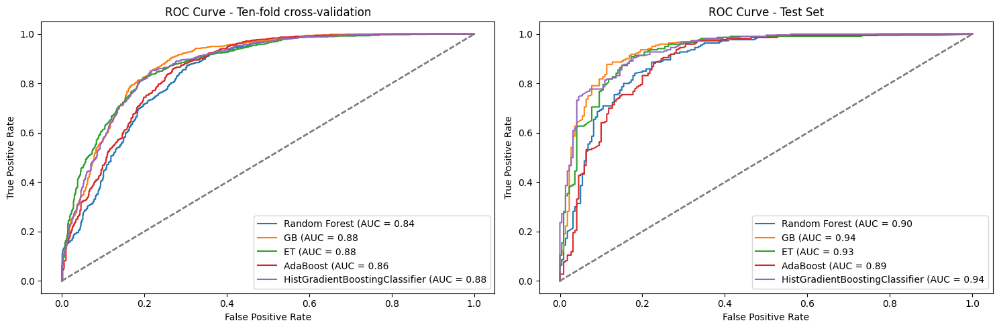 ROC Curve - Ten-fold cross-validation
1.0
0.8
0.6
0.4
0.2
0.0
True Positive Rate
Random Forest (AUC = 0.84
GB (AUC = 0.88
ET (AUC = 0.88
AdaBoost (AUC = 0.86
HistGradientBoostingClassifier (AUC = 0.88
0.0 0.2 0.4 0.6 0.8 1.0
False Positive Rate
ROC Curve - Test Set
1.0
0.8
0.6
0.4
0.2
0.0
True Positive Rate
Random Forest (AUC = 0.90
GB (AUC = 0.94
ET (AUC = 0.93
AdaBoost (AUC = 0.89
HistGradientBoostingClassifier (AUC = 0.94
0.0 0.2 0.4 0.6 0.8 1.0
False Positive Rate